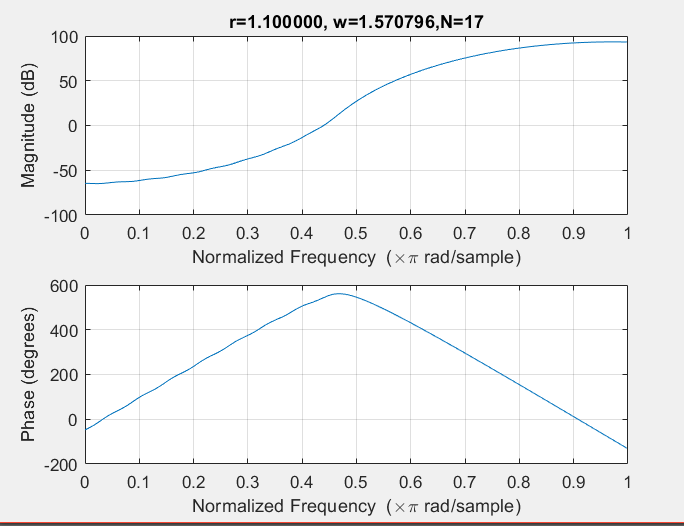 r=1.100000, w=1.570796,N=17
Magnitude (dB)
100
50
0
-50
-100
0 0.1 0.2 0.3 0.4 0.5 0.6 0.7 0.8 0.9 1
Normalized Frequency (×π rad/sample)
Phase (degrees)
600
400
200
0
-200
0 0.1 0.2 0.3 0.4 0.5 0.6 0.7 0.8 0.9 1
Normalized Frequency (×π rad/sample)